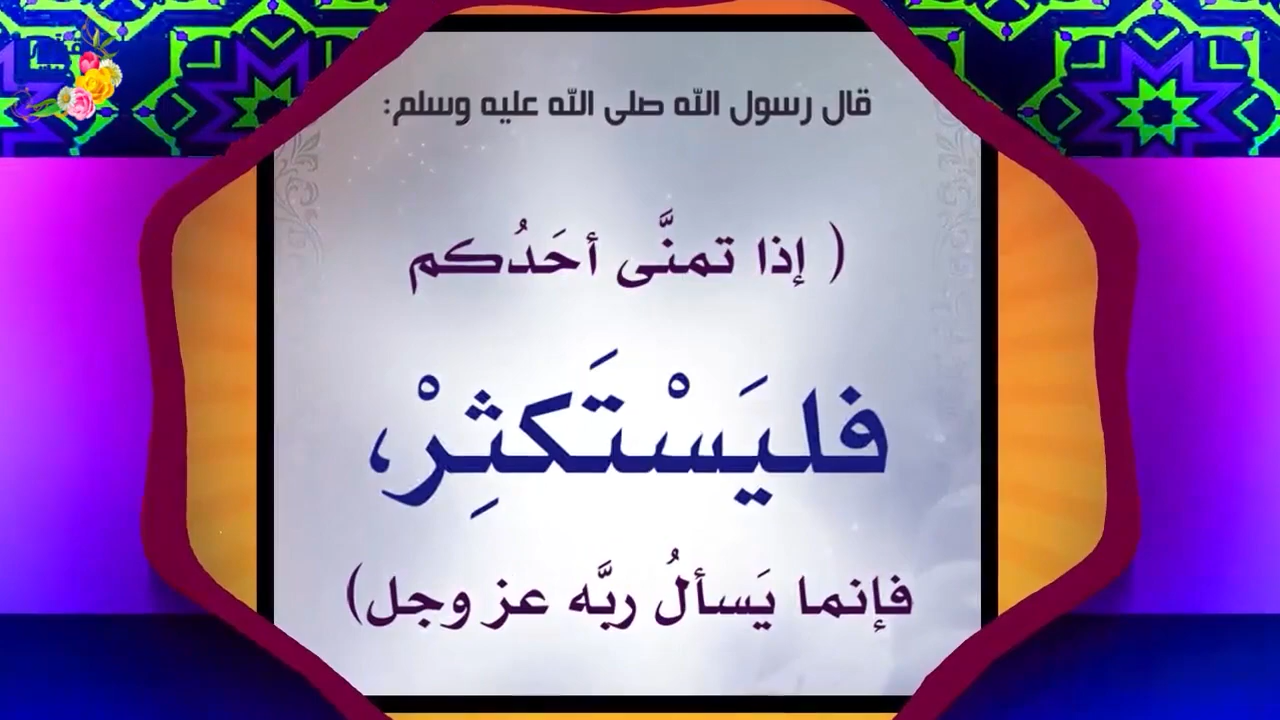 قال رسول الله صلى الله عليه وسلم:
( إذا تمنَّى أحَدُكم
فليَسْتَكثِرْ،
فإنما يَسألُ ربَّه عز وجل)